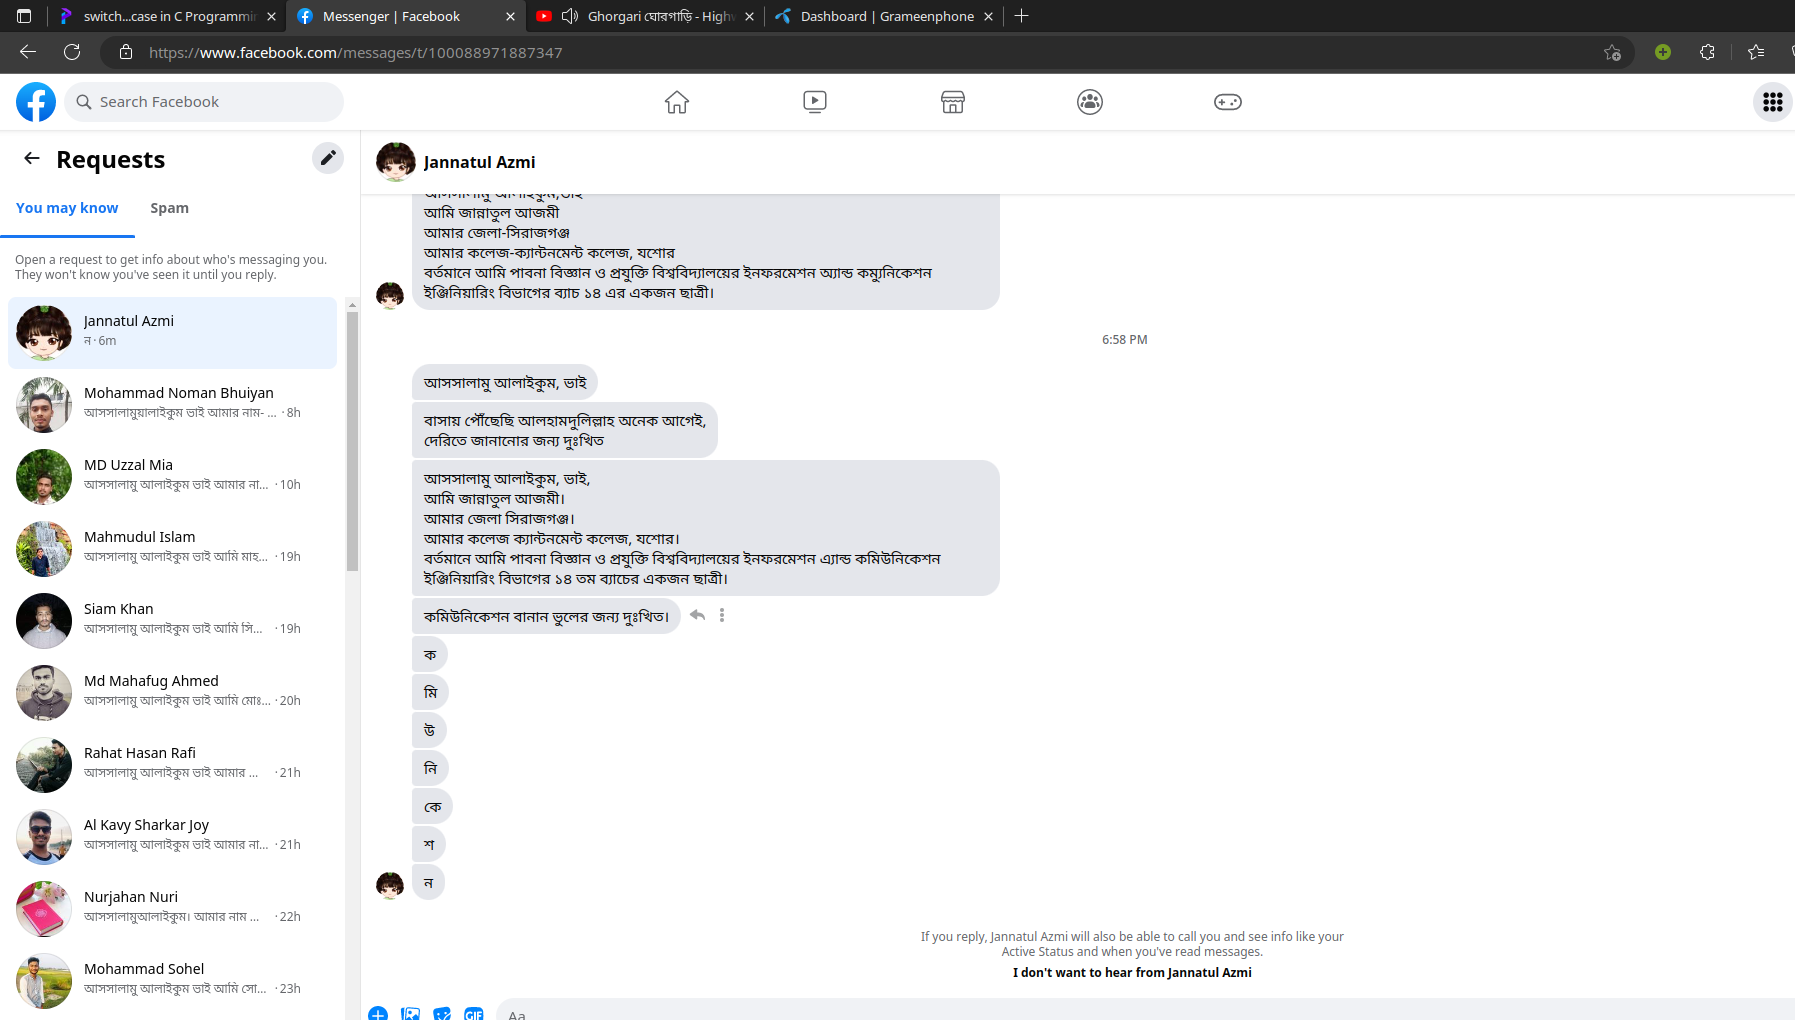 switch...case in C Programmin
Messenger | Facebook
Ghorgari ঘোরগাড়ি - High
Dashboard | Grameenphone
https://www.facebook.com/messages/t/100088971887347
Search Facebook
Requests
You may know
Spam
Open a request to get info about who's messaging you.
They won't know you've seen it until you reply.
Jannatul Azmi
ন · 6m
Mohammad Noman Bhuiyan
আসসালামুয়ালাইকুম ভাই আমার নাম- ... · 8h
MD Uzzal Mia
আসসালামু আলাইকুম ভাই আমার না... · 10h
Mahmudul Islam
আসসালামু আলাইকুম ভাই আমি মাহ... · 19h
Siam Khan
আসসালামু আলাইকুম ভাই আমি সি... · 19h
Md Mahafug Ahmed
আসসালামু আলাইকুম ভাই আমি মোঃ... · 20h
Rahat Hasan Rafi
আসসালামু আলাইকুম ভাই আমার ... · 21h
Al Kavy Sharkar Joy
আসসালামু আলাইকুম ভাই আমার না... · 21h
Nurjahan Nuri
আসসালামুআলাইকুম। আমার নাম ... · 22h
Mohammad Sohel
আসসালামু আলাইকুম ভাই আমি সো... · 23h
Jannatul Azmi
আসসালামু আলাইকুম,ভাই
আমি জান্নাতুল আজমী
আমার জেলা-সিরাজগঞ্জ
আমার কলেজ-ক্যান্টনমেন্ট কলেজ, যশোর
বর্তমানে আমি পাবনা বিজ্ঞান ও প্রযুক্তি বিশ্ববিদ্যালয়ের ইনফরমেশন অ্যান্ড কম্যুনিকেশন
ইঞ্জিনিয়ারিং বিভাগের ব্যাচ ১৪ এর একজন ছাত্রী।
6:58 PM
আসসালামু আলাইকুম, ভাই
বাসায় পৌঁছেছি আলহামদুলিল্লাহ অনেক আগেই,
দেরিতে জানানোর জন্য দুঃখিত
আসসালামু আলাইকুম, ভাই,
আমি জান্নাতুল আজমী।
আমার জেলা সিরাজগঞ্জ।
আমার কলেজ ক্যান্টনমেন্ট কলেজ, যশোর।
বর্তমানে আমি পাবনা বিজ্ঞান ও প্রযুক্তি বিশ্ববিদ্যালয়ের ইনফরমেশন এ্যান্ড কমিউনিকেশন
ইঞ্জিনিয়ারিং বিভাগের ১৪ তম ব্যাচের একজন ছাত্রী।
কমিউনিকেশন বানান ভুলের জন্য দুঃখিত।
ক
মি
উ
নি
কে
শ
ন
If you reply, Jannatul Azmi will also be able to call you and see info like your
Active Status and when you've read messages.
I don't want to hear from Jannatul Azmi
GIF
Aa